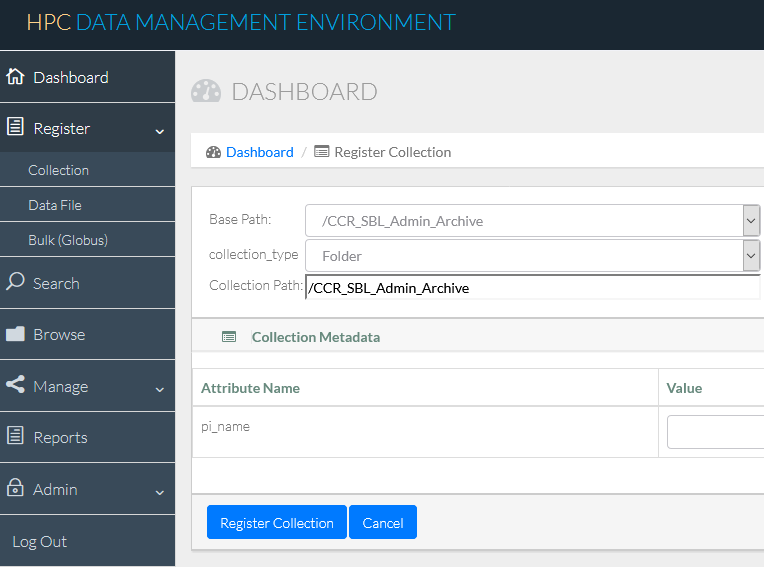 HPC DATA MANAGEMENT ENVIRONMENT
Dashboard
Register
Collection
Data File
Bulk (Globus)
Search
Browse
Manage
Reports
Admin
Log Out
DASHBOARD
Dashboard / Register Collection
Base Path: /CCR_SBL_Admin_Archive
collection_type Folder
Collection Path: /CCR_SBL_Admin_Archive
Collection Metadata
Attribute Name Value
pi_name
Register Collection Cancel